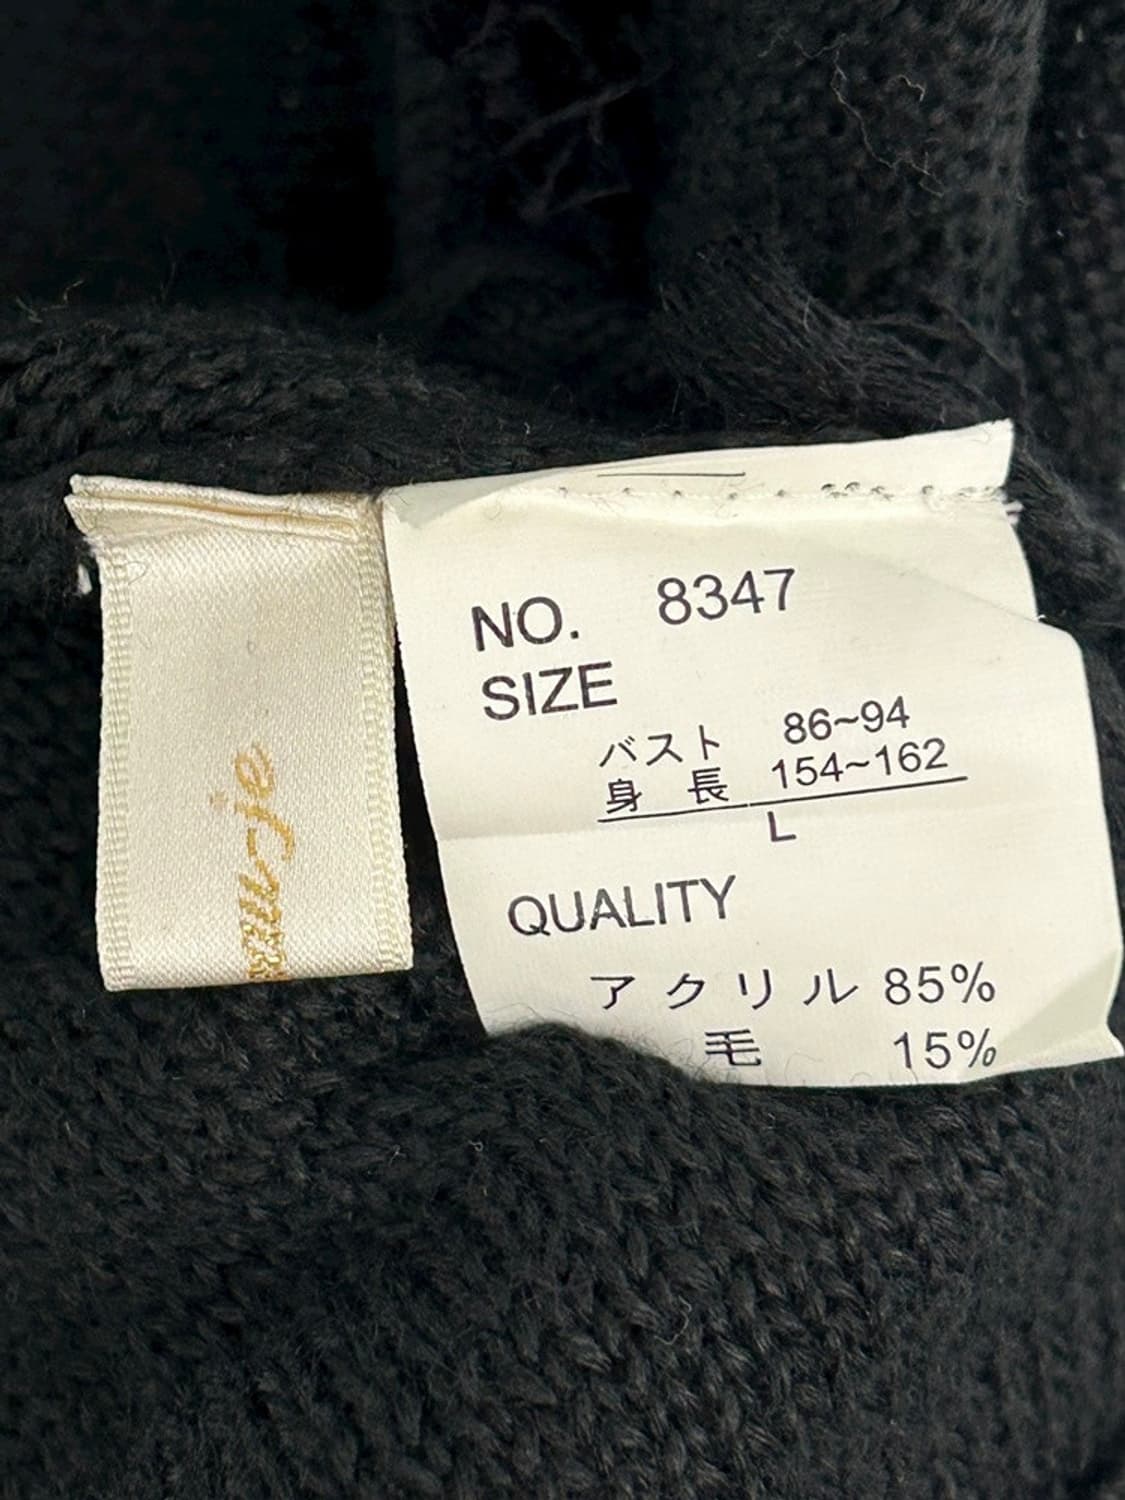 NO. 8347
SIZE
バスト 86~94
身長 154~162
L
QUALITY
アクリル 85%
毛 15%